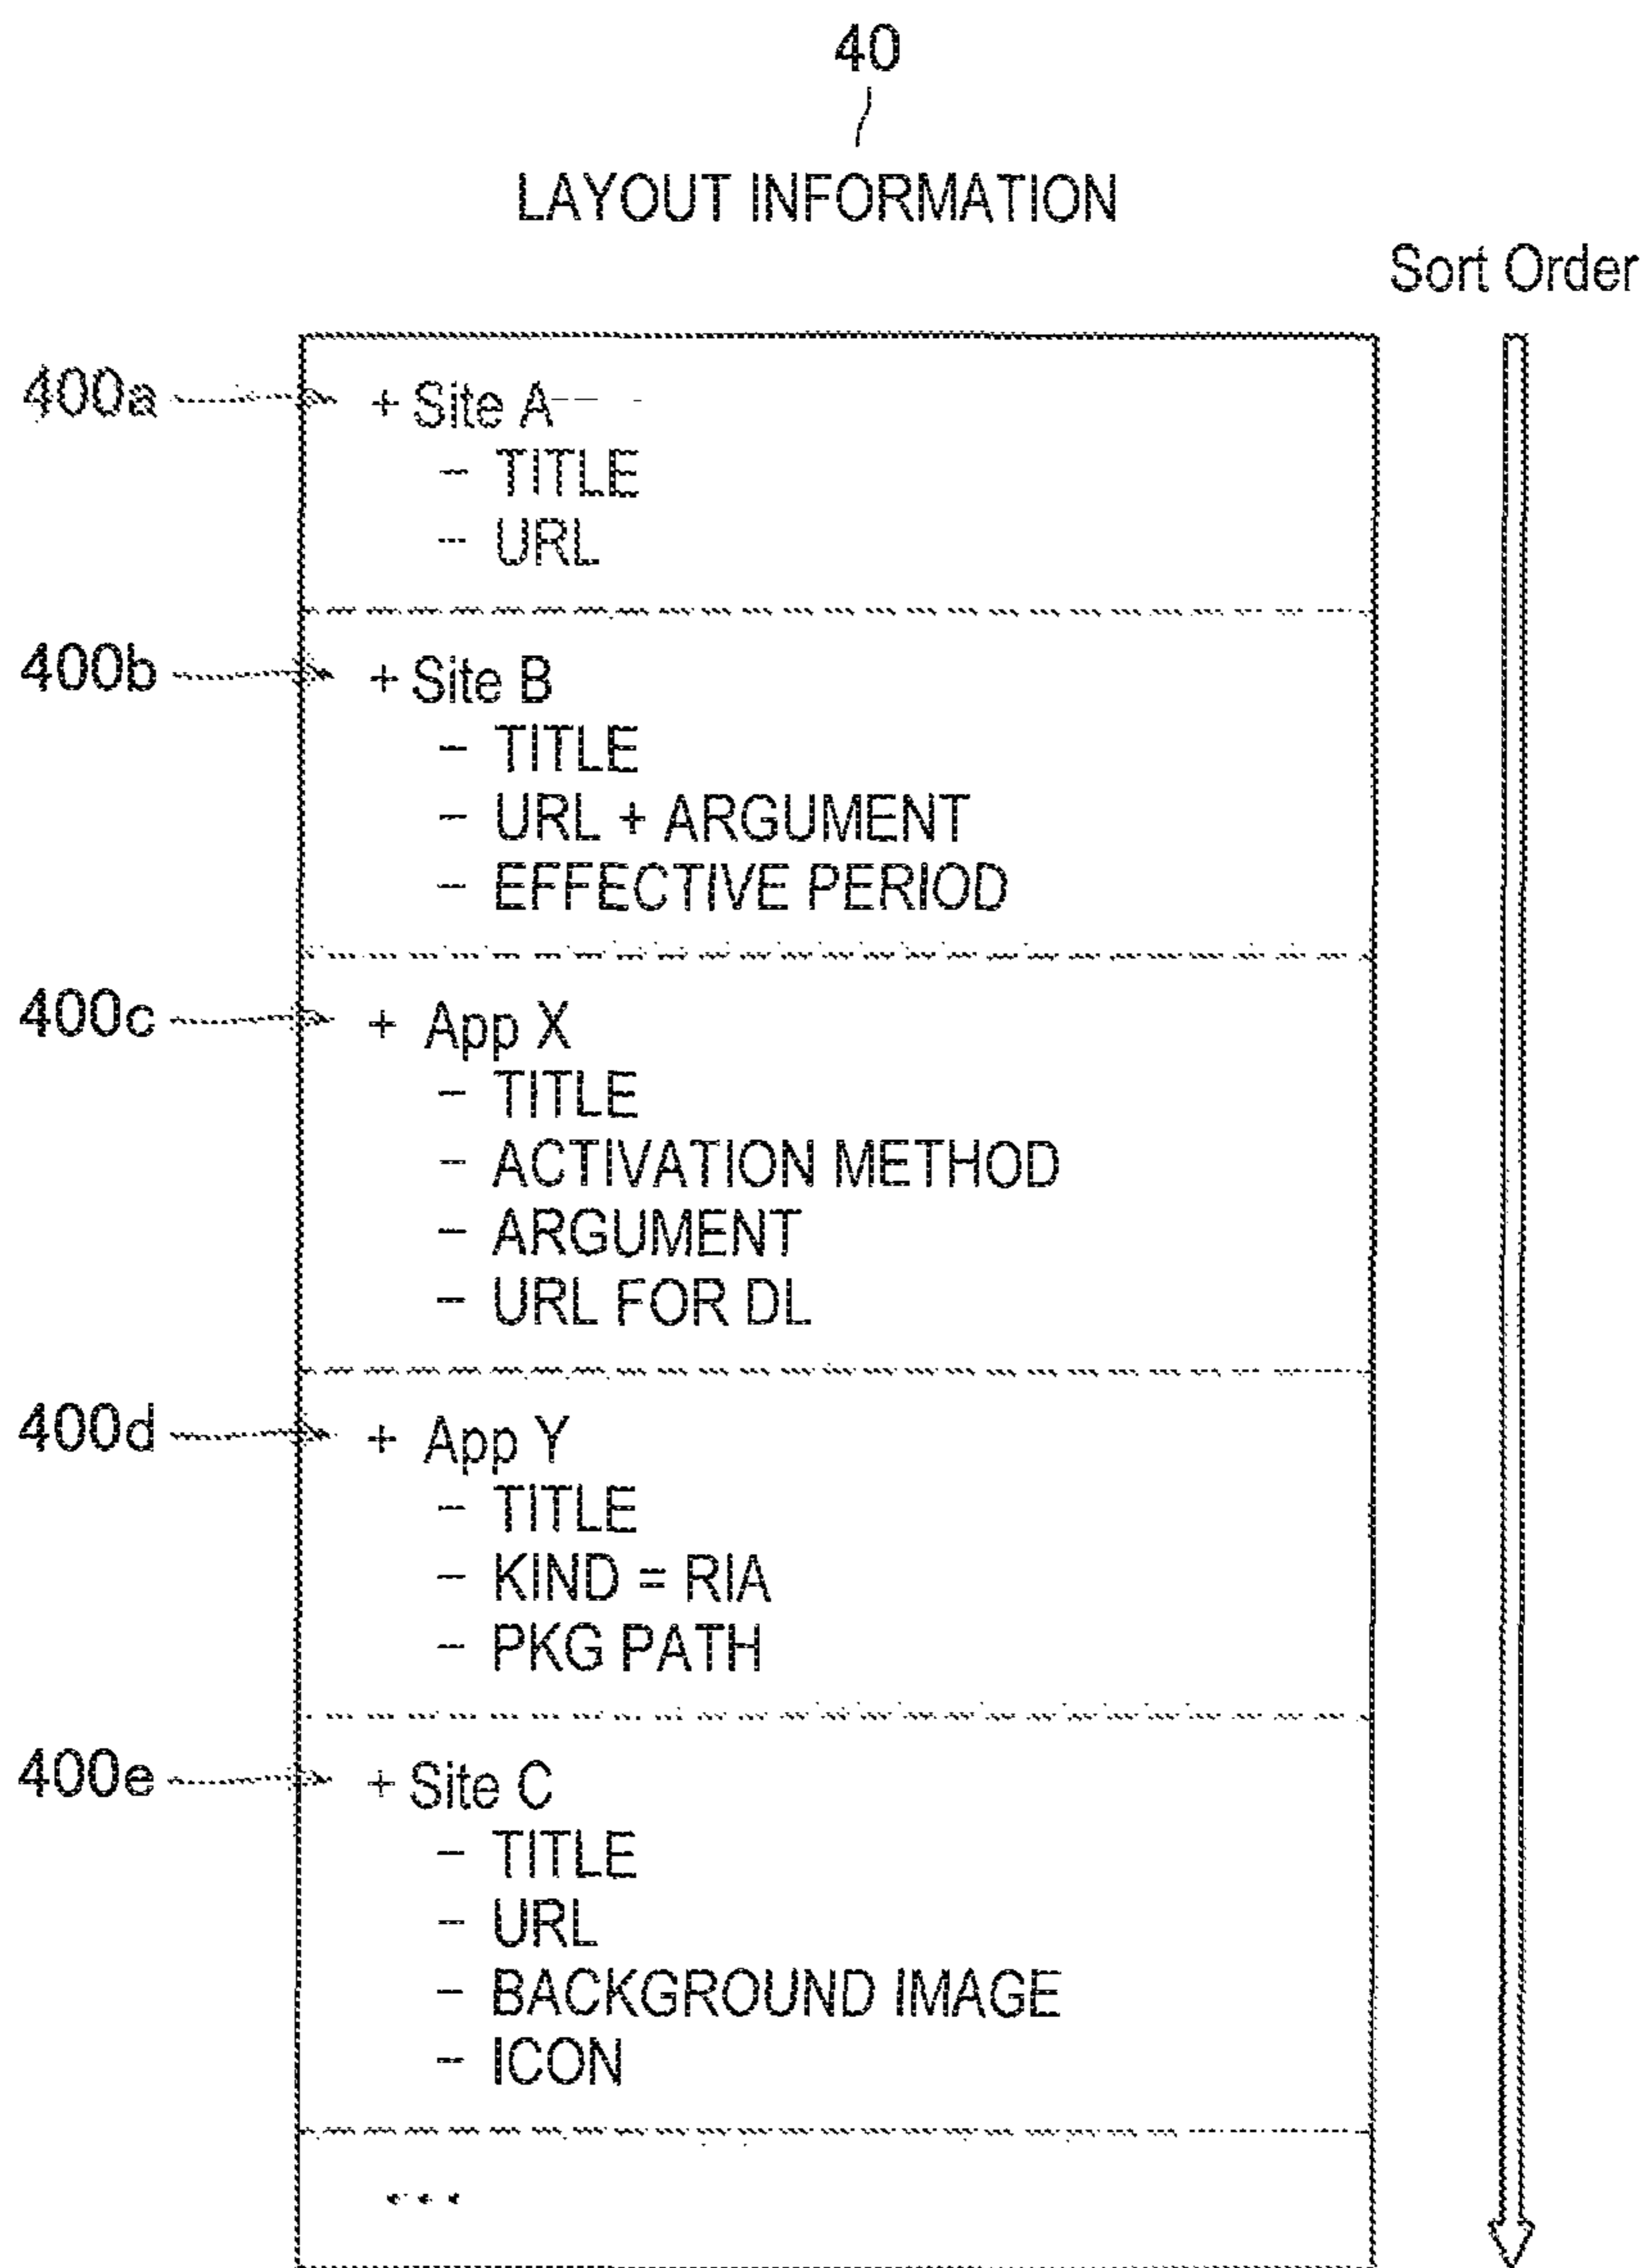 40
LAYOUT INFORMATION
Sort Order
400a + Site A
- TITLE
- URL
400b + Site B
- TITLE
- URL + ARGUMENT
- EFFECTIVE PERIOD
400c + App X
- TITLE
- ACTIVATION METHOD
- ARGUMENT
- URL FOR DL
400d + App Y
- TITLE
- KIND = RIA
- PKG PATH
400e + Site C
- TITLE
- URL
- BACKGROUND IMAGE
- ICON
...